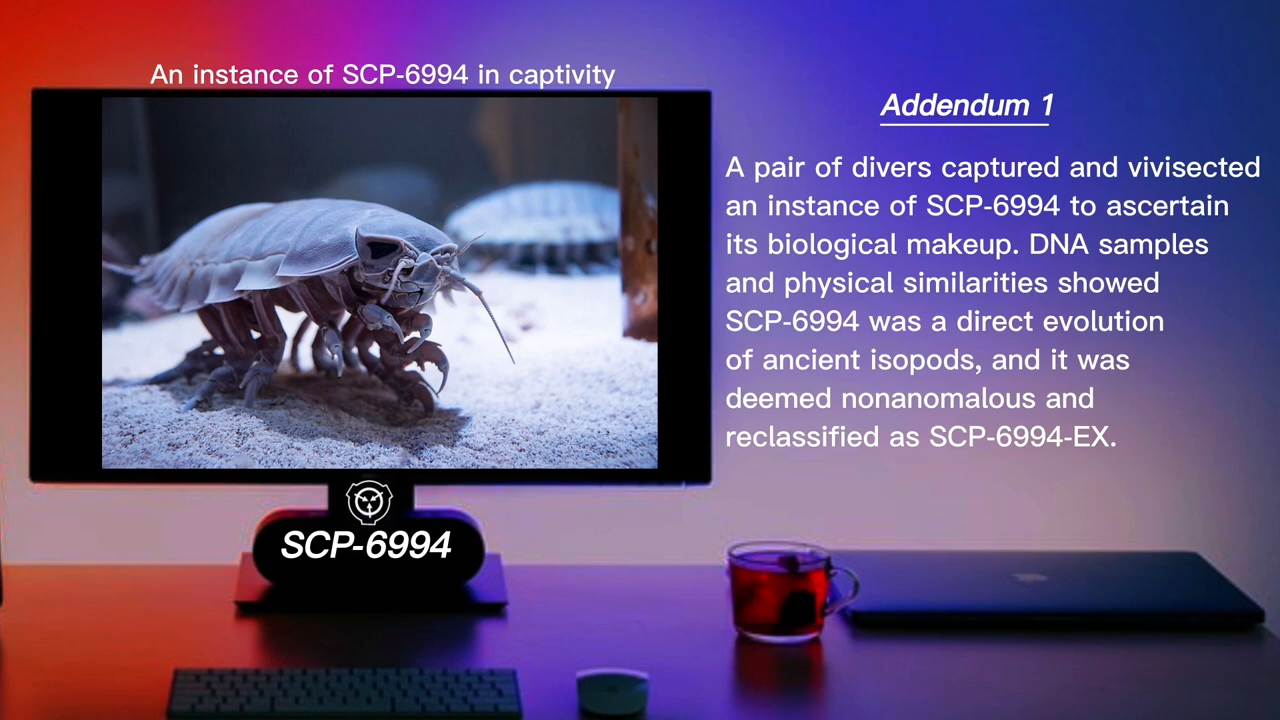 An instance of SCP-6994 in captivity
SCP-6994
Addendum 1
A pair of divers captured and vivisected
an instance of SCP-6994 to ascertain
its biological makeup. DNA samples
and physical similarities showed
SCP-6994 was a direct evolution
of ancient isopods, and it was
deemed nonanomalous and
reclassified as SCP-6994-EX.